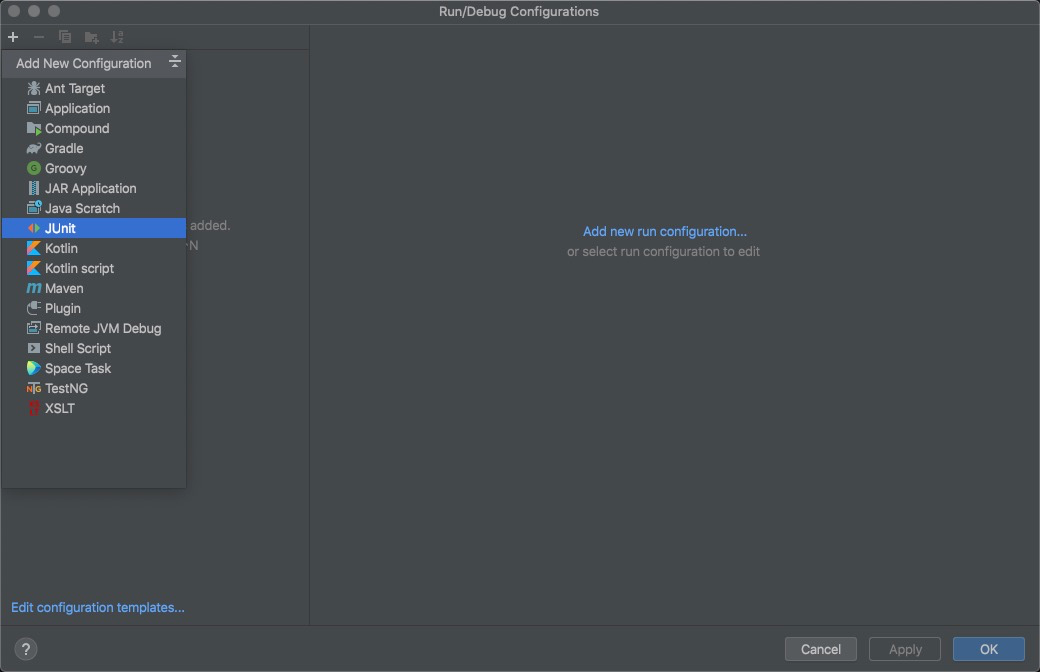 Run/Debug Configurations
Add New Configuration
Ant Target
Application
Compound
Gradle
Groovy
JAR Application
Java Scratch
JUnit
Kotlin
Kotlin script
Maven
Plugin
Remote JVM Debug
Shell Script
Space Task
TestNG
XSLT
added.
N
Add new run configuration...
or select run configuration to edit
Edit configuration templates...
?
Cancel
Apply
OK